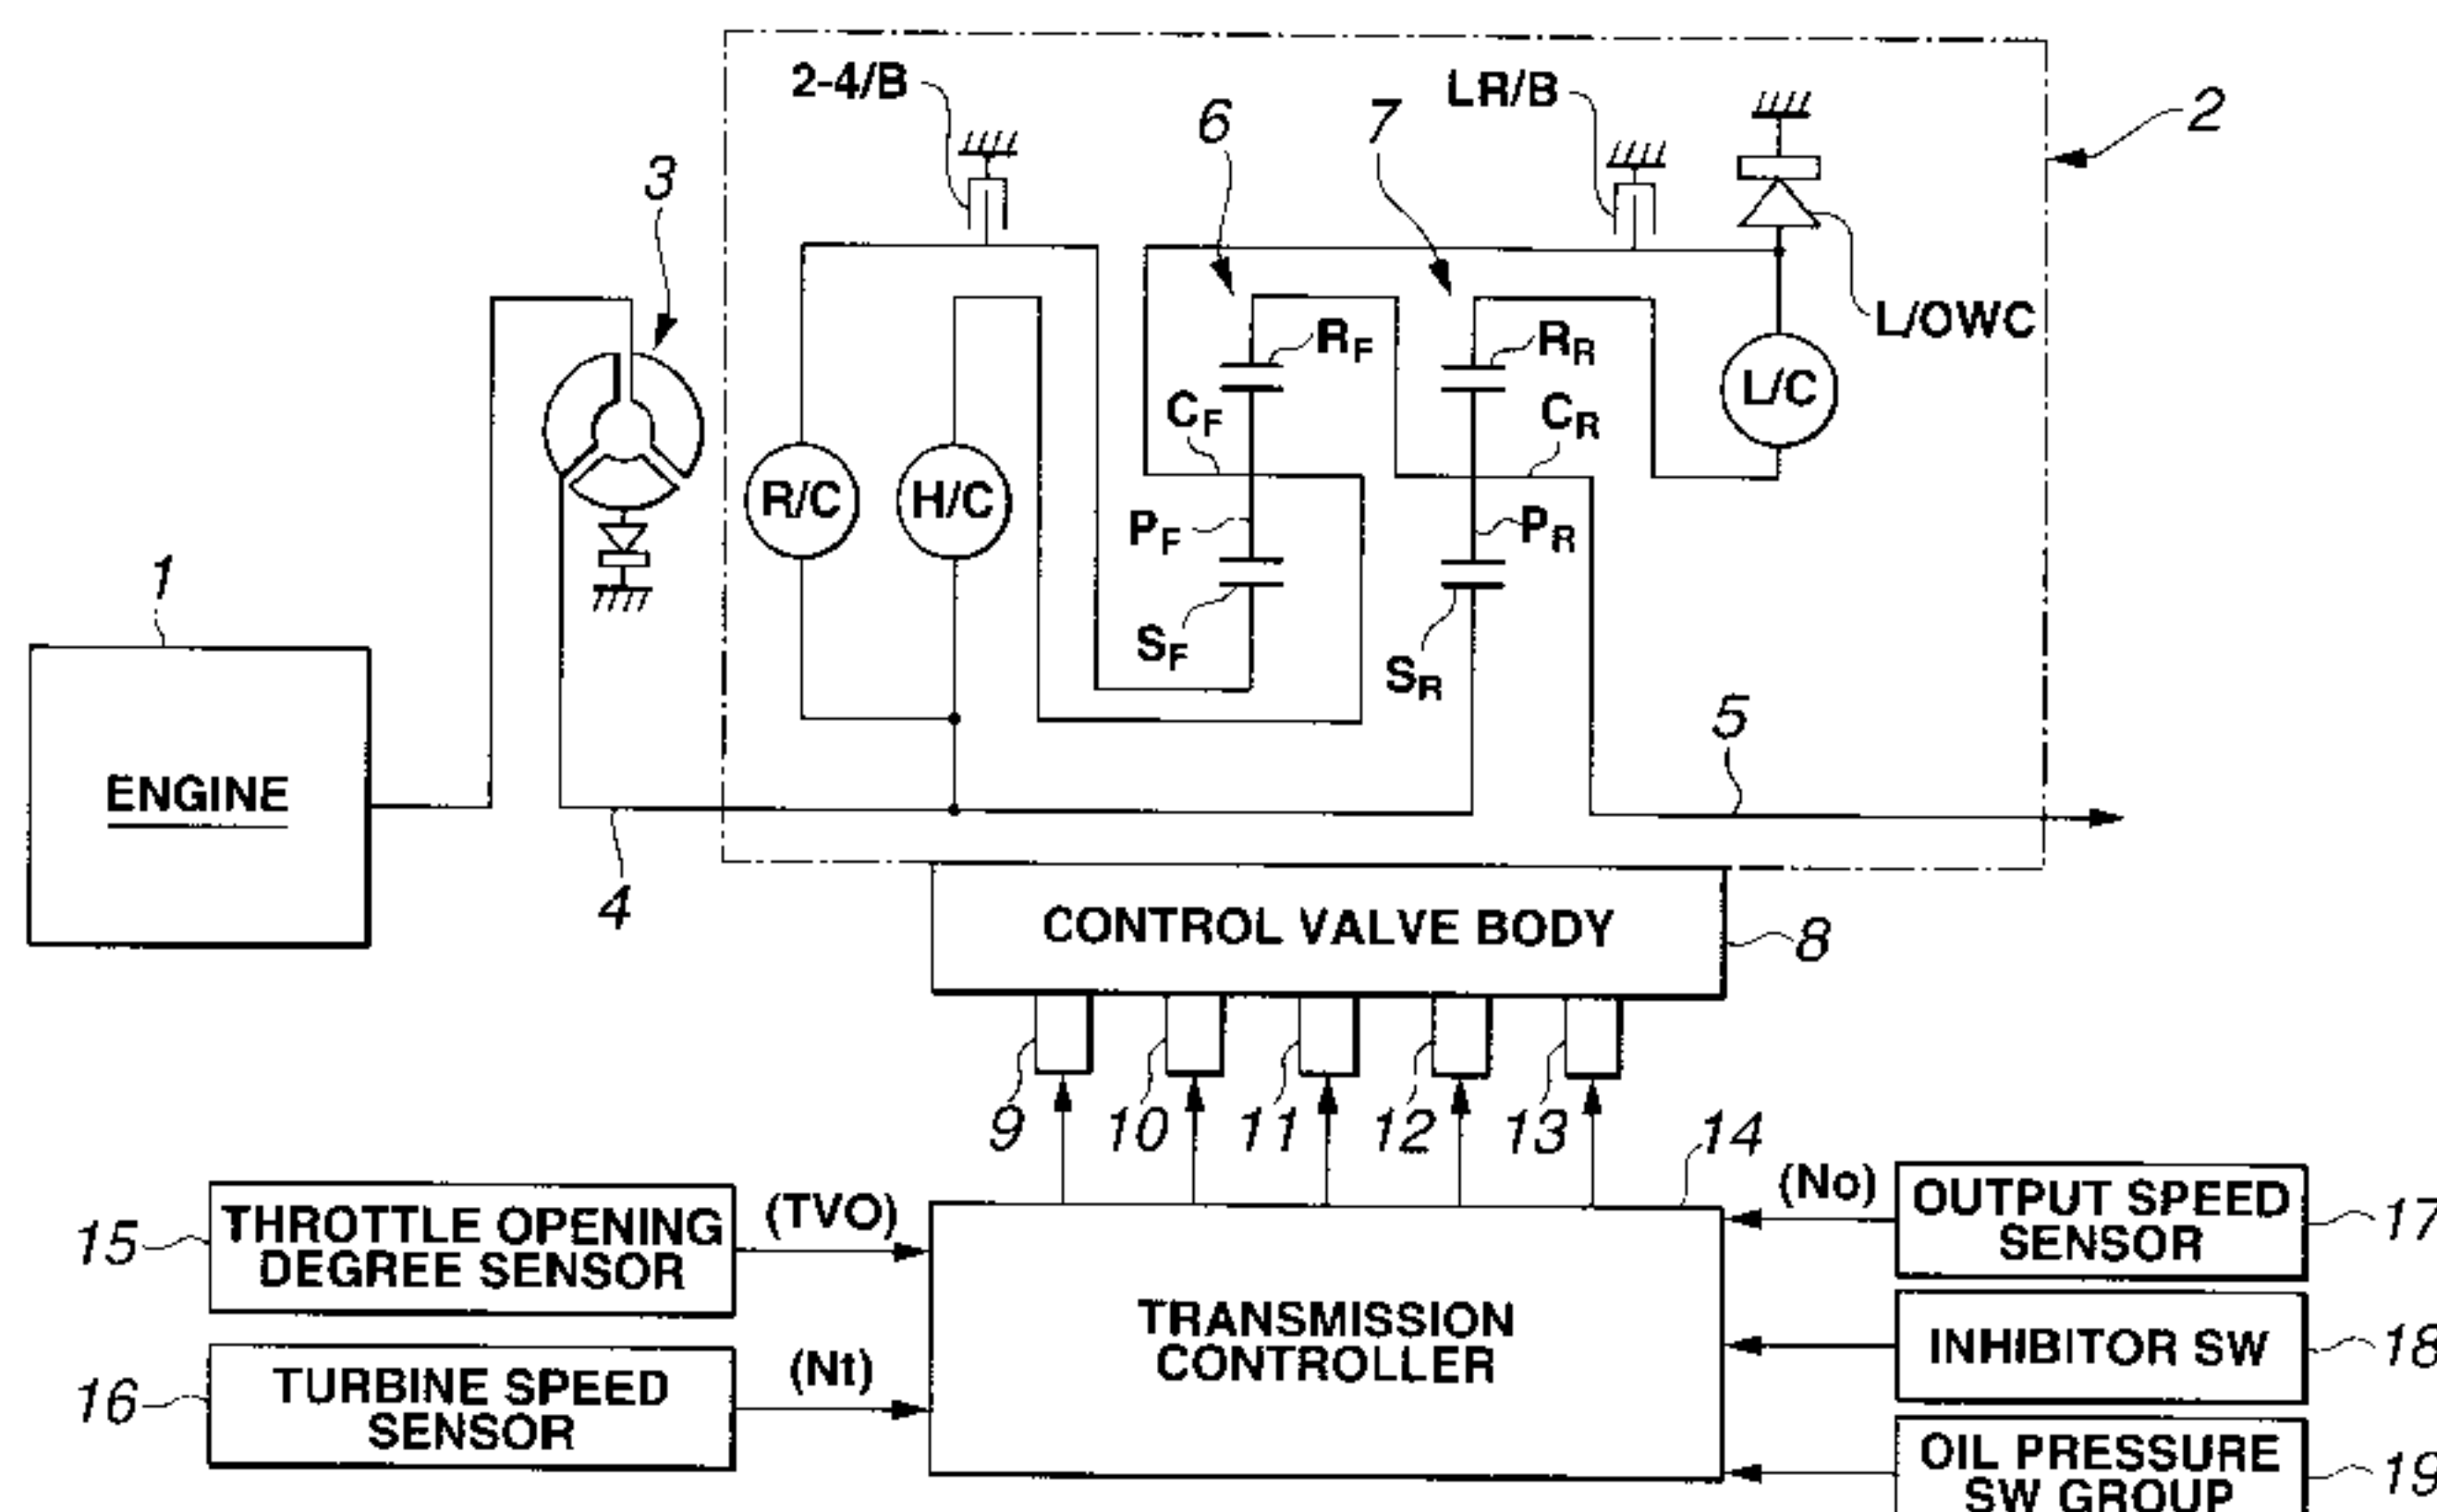 2-4/B
LR/B
6
7
2
3
L/OWC
RF
RR
L/C
CF
CR
R/C
H/C
PF
PR
SF
SR
1
ENGINE
5
4
CONTROL VALVE BODY
8
9
10
11
12
13
14
15
THROTTLE OPENING
DEGREE SENSOR
(TVO)
(No)
OUTPUT SPEED
SENSOR
17
16
TURBINE SPEED
SENSOR
(Nt)
TRANSMISSION
CONTROLLER
INHIBITOR SW
18
OIL PRESSURE
SW GROUP
19